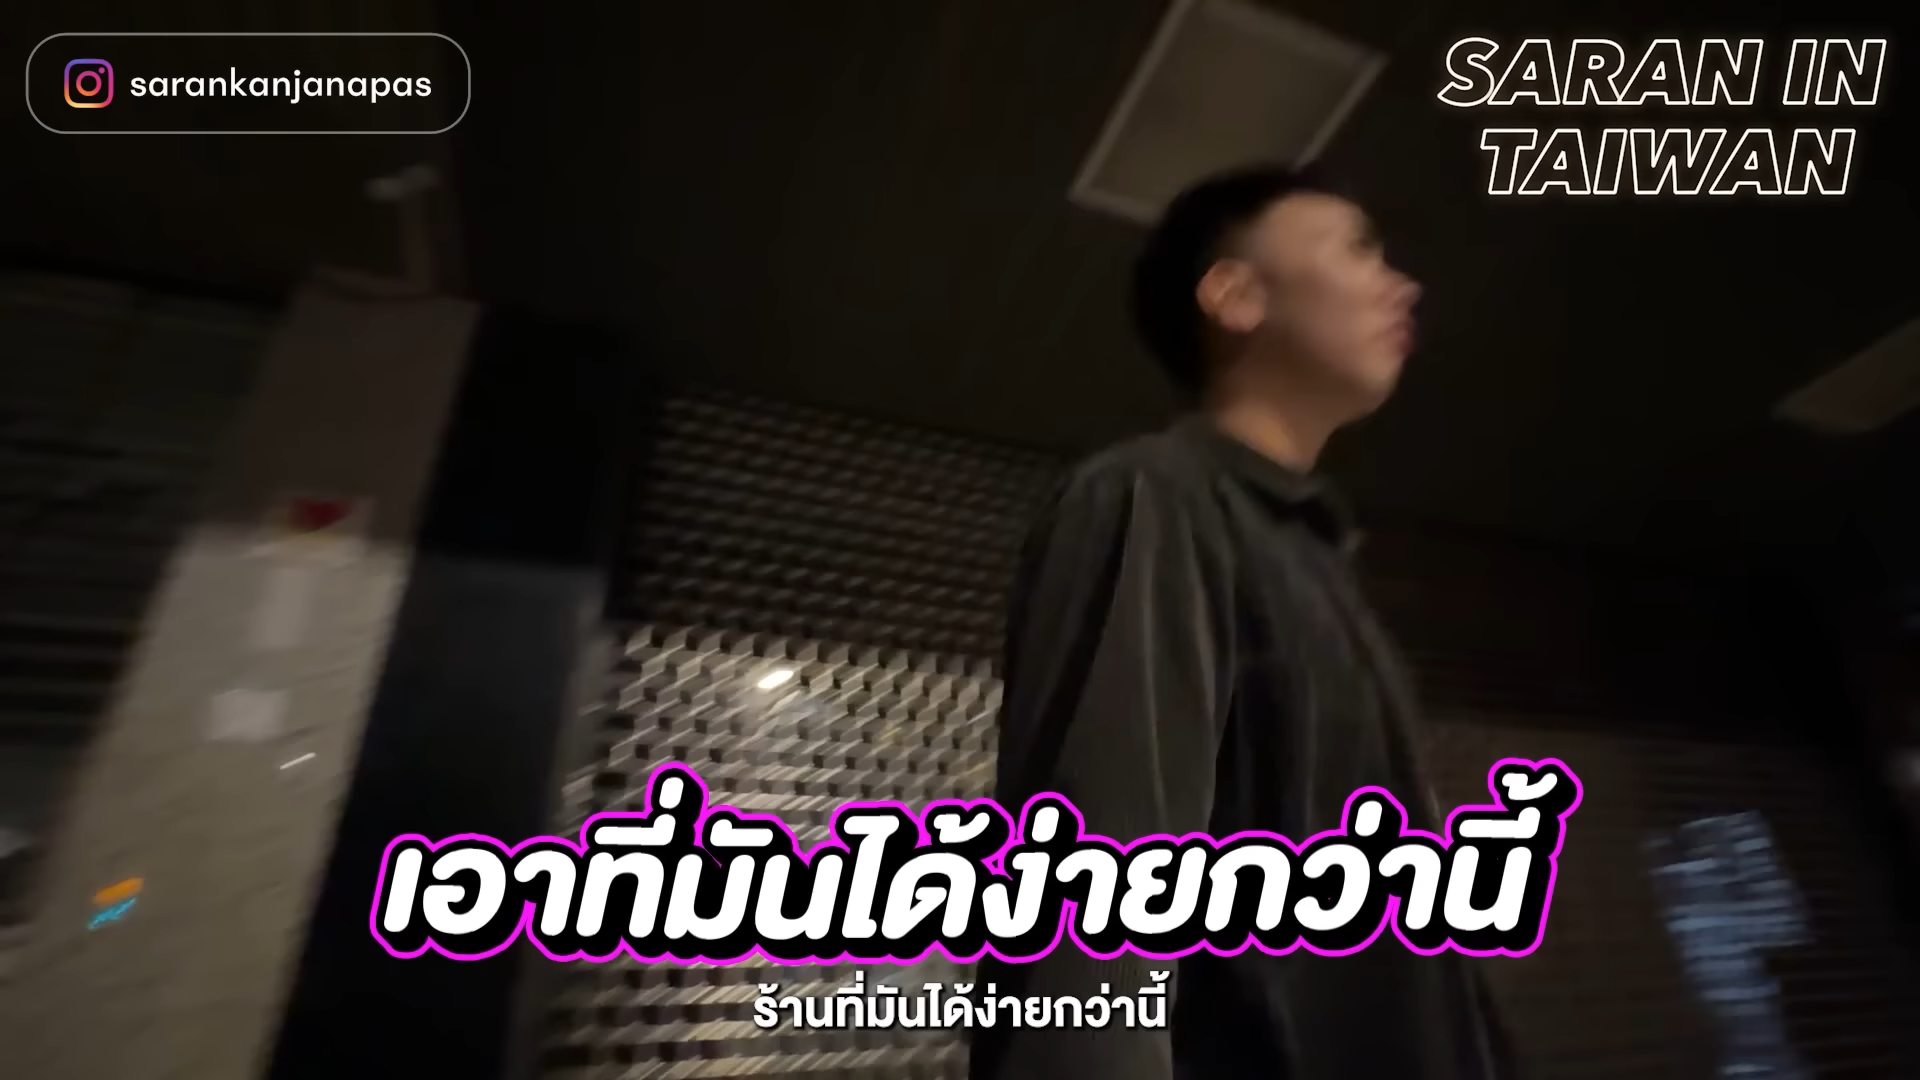 sarankanjanapas
SARAN IN
TAIWAN
เอาที่มันได้ง่ายกว่านี้
ร้านที่มันได้ง่ายกว่านี้